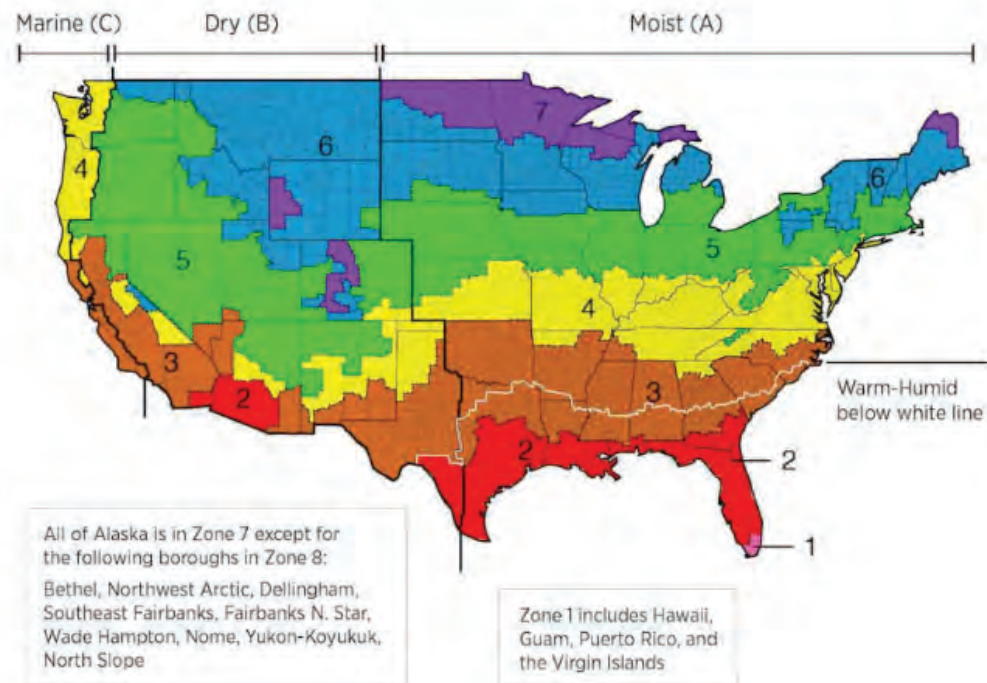 Marine (C)
Dry (B)
Moist (A)
7
6
4
6
5
5
4
3
3
2
Warm-Humid
below white line
2
2
1
All of Alaska is in Zone 7 except for
the following boroughs in Zone 8:
Bethel, Northwest Arctic, Dellingham,
Southeast Fairbanks, Fairbanks N. Star,
Wade Hampton, Nome, Yukon-Koyukuk,
North Slope
Zone 1 includes Hawaii,
Guam, Puerto Rico, and
the Virgin Islands